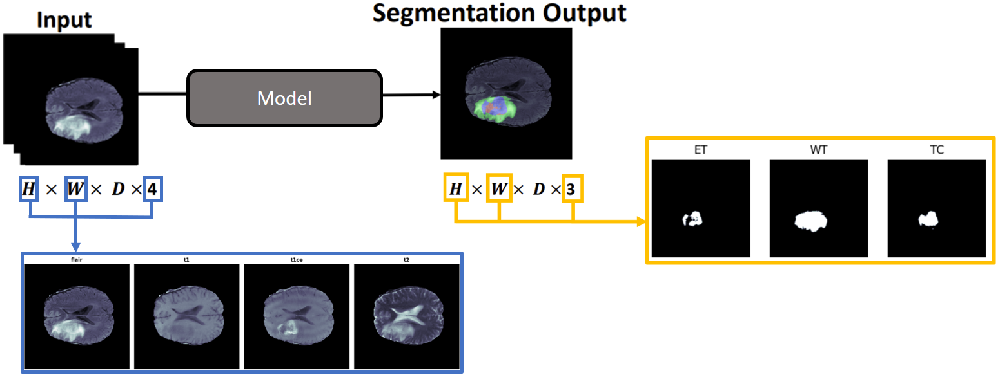 Input
Segmentation Output
Model
H × W × D × 4
H × W × D × 3
ET WT TC
flair t1 t1ce t2